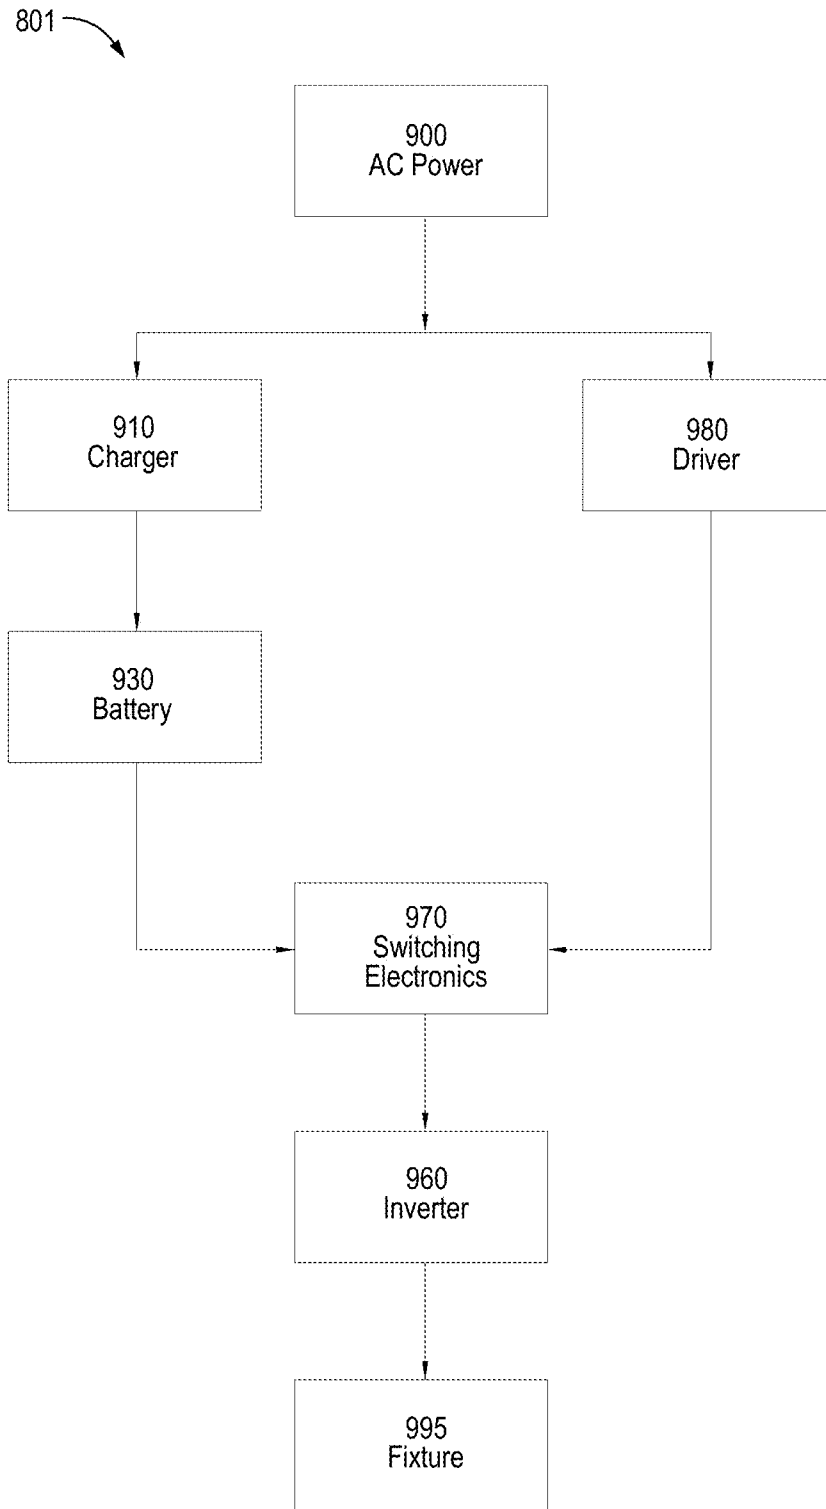 801
900
AC Power
910
Charger
980
Driver
930
Battery
970
Switching
Electronics
960
Inverter
995
Fixture